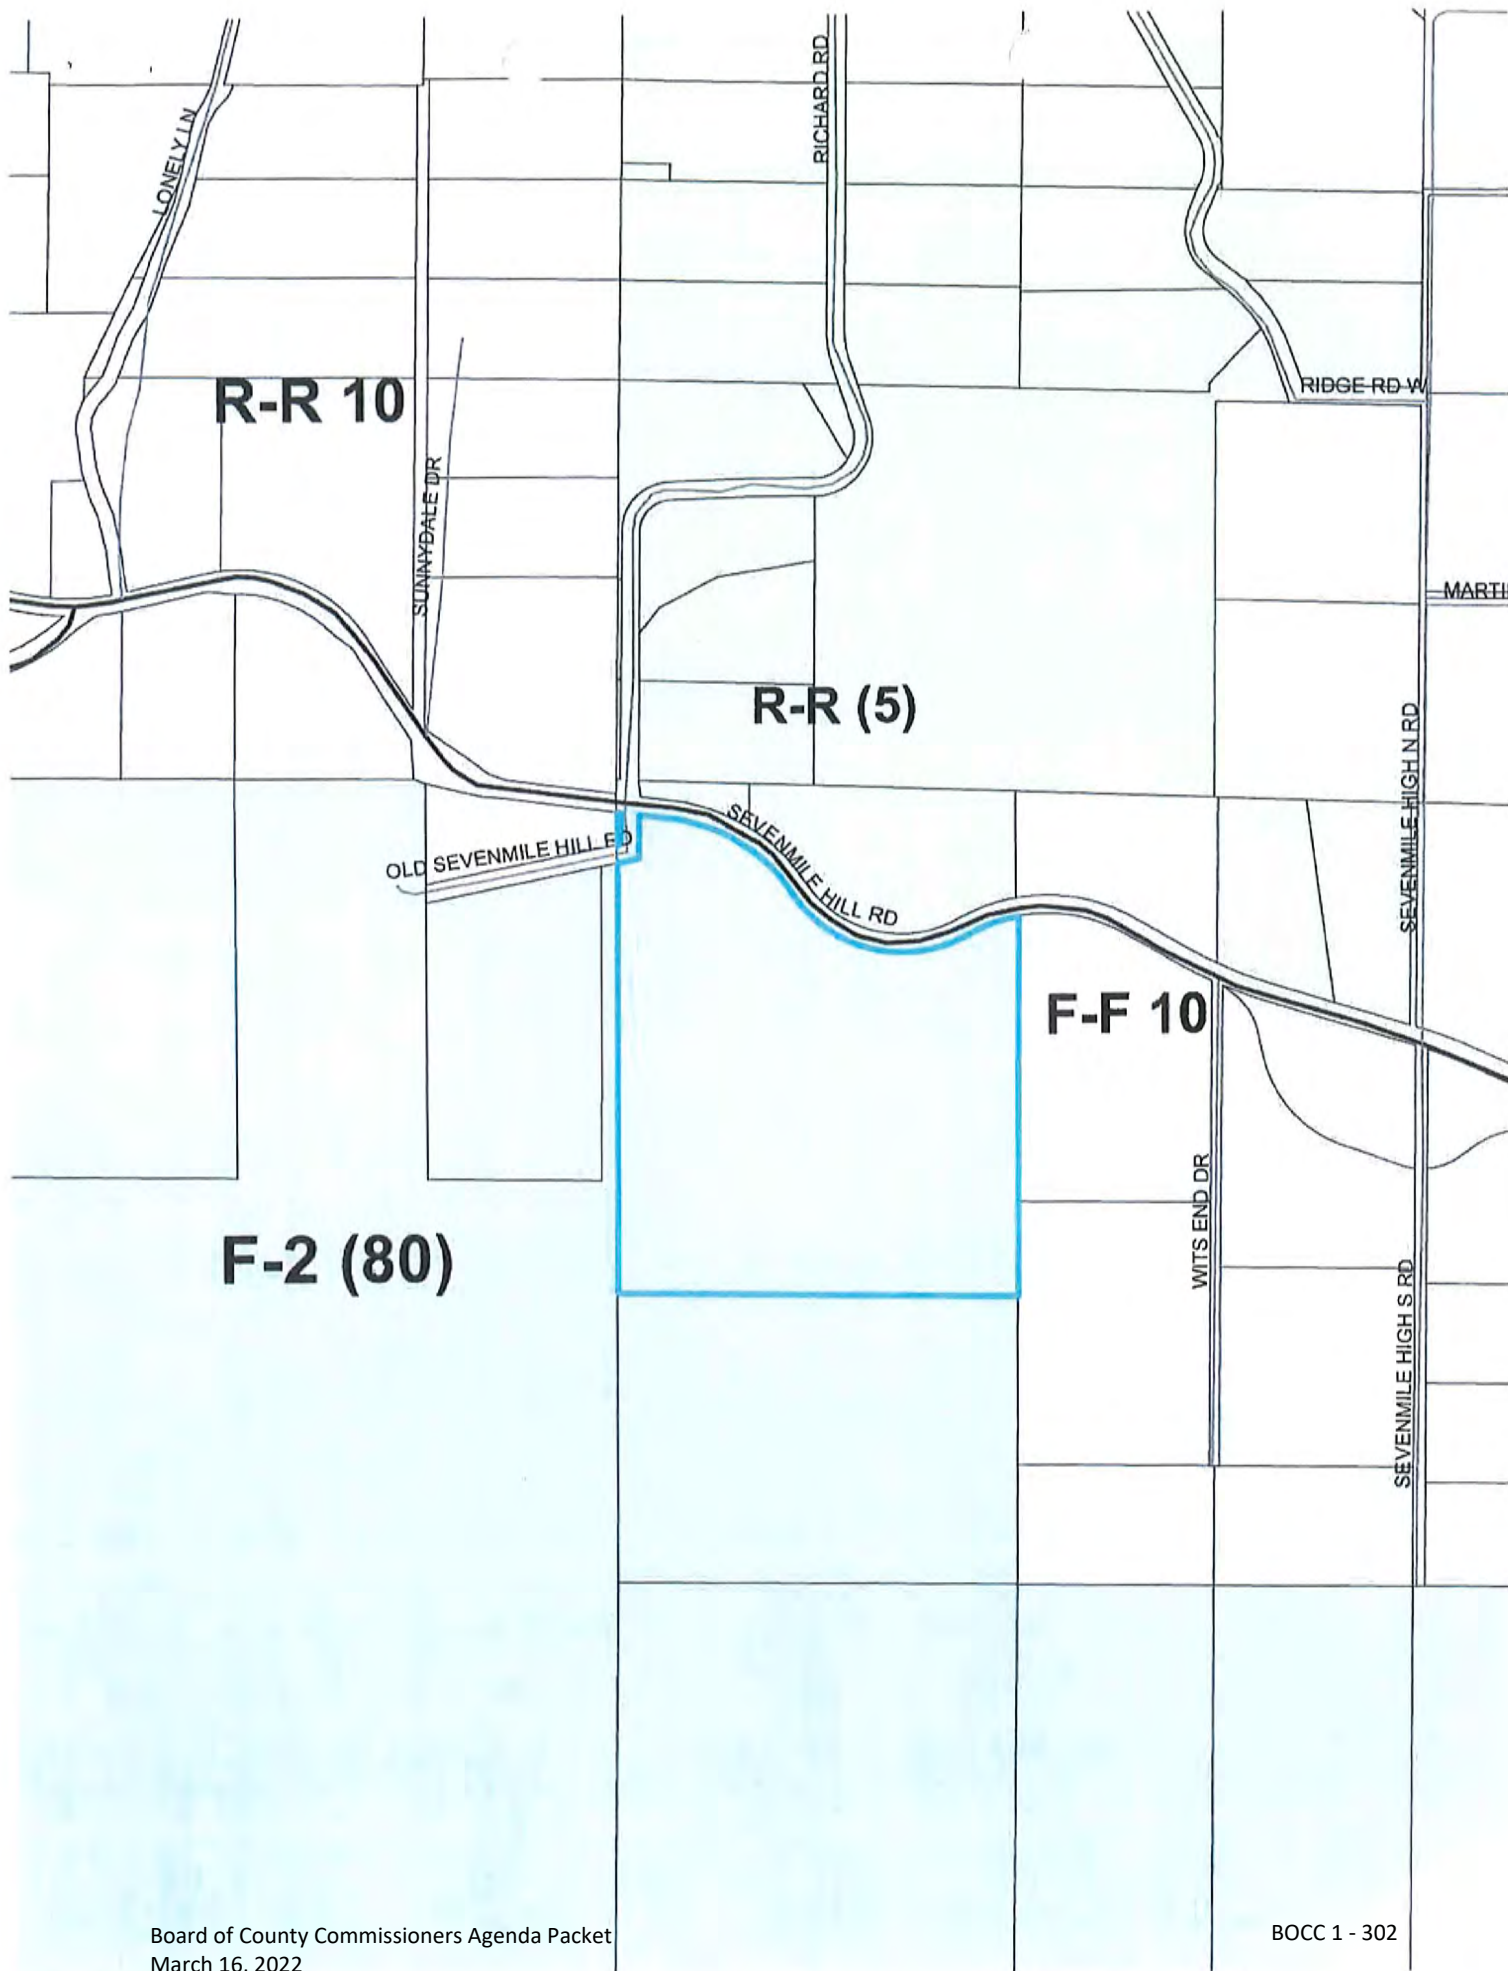 LONELY LN
RICHARD RD
R-R 10
RIDGE RD W
SUNNYDALE DR
MARTI
R-R (5)
SEVENMILE HIGH N RD
OLD SEVENMILE HILL RD
SEVENMILE HILL RD
F-F 10
WITS END DR
F-2 (80)
SEVENMILE HIGH S RD
Board of County Commissioners Agenda Packet
March 16, 2022
BOCC 1 - 302